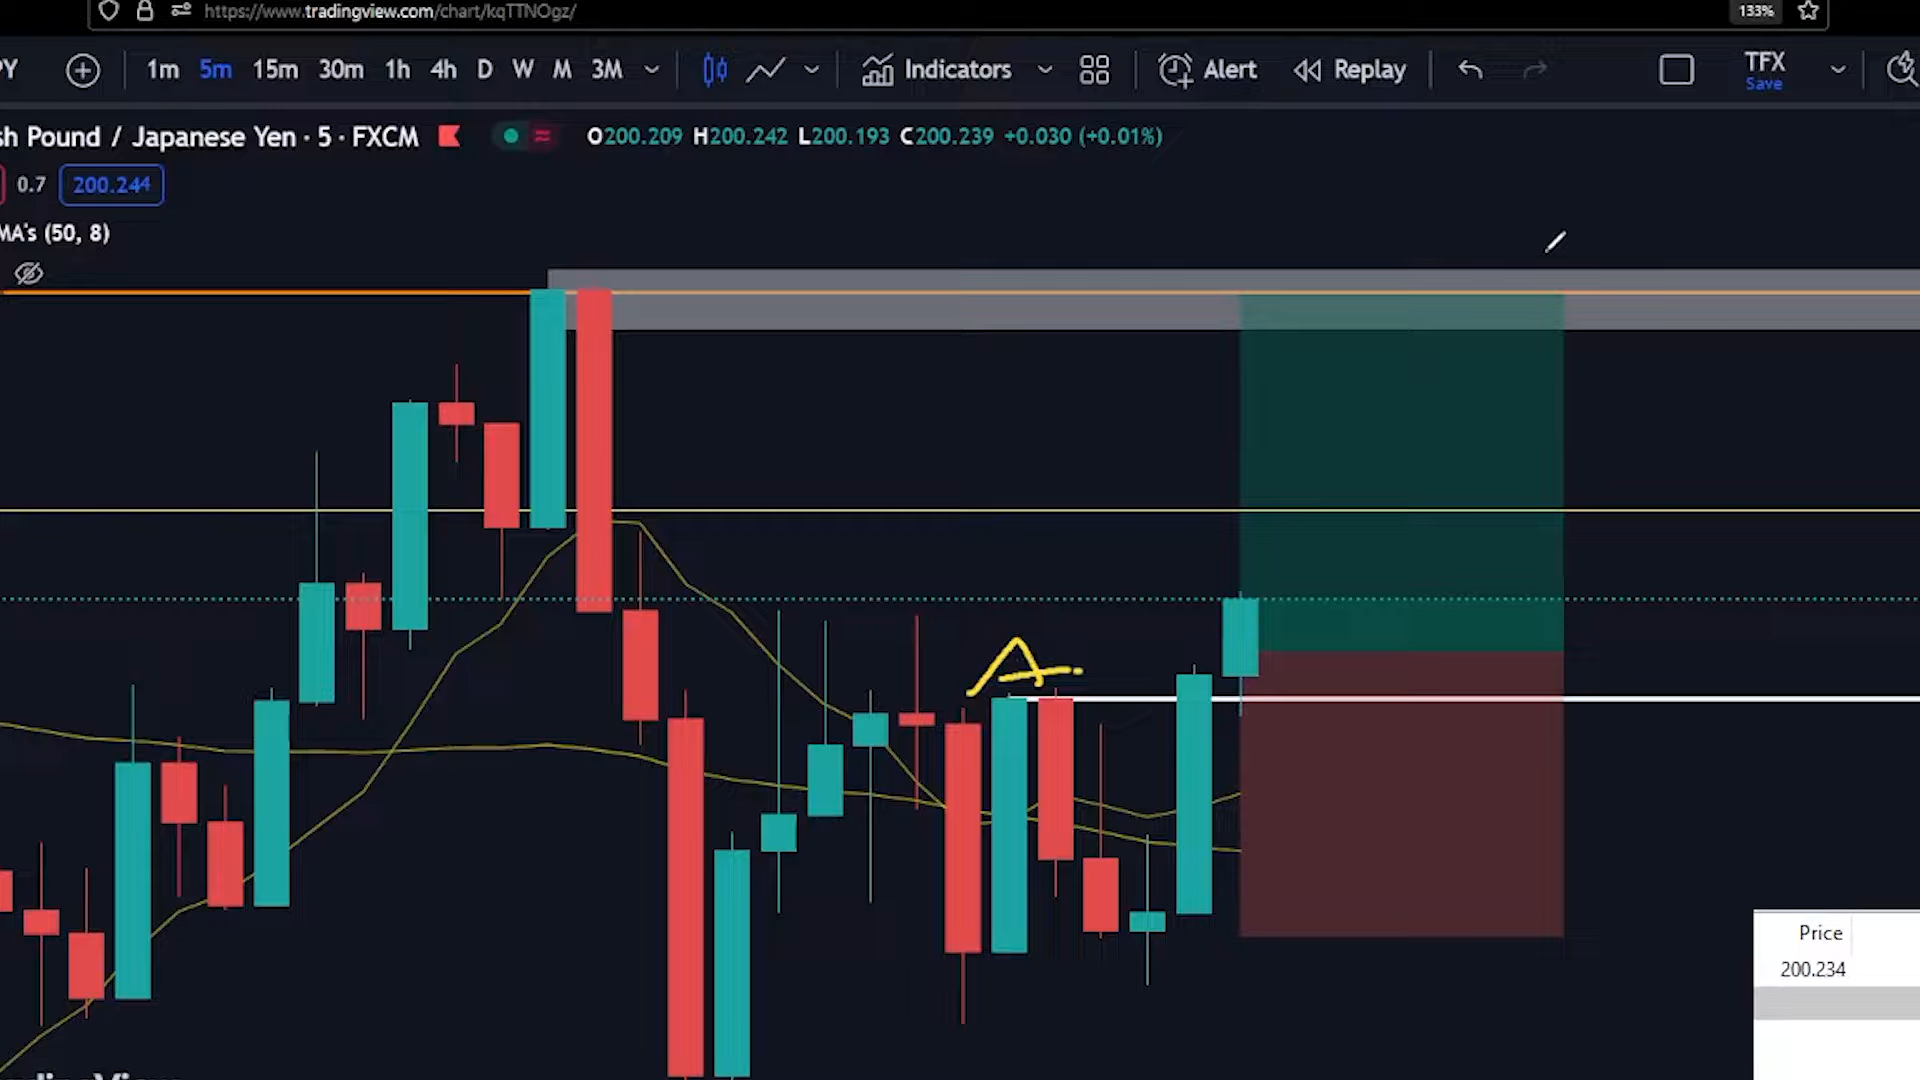 https://www.tradingview.com/chart/kqTTNOgz/ 133%
PY 1m 5m 15m 30m 1h 4h D W M 3M Indicators Alert Replay TFX
Save
sh Pound / Japanese Yen · 5 · FXCM O200.209 H200.242 L200.193 C200.239 +0.030 (+0.01%)
0.7 200.244
MA's (50, 8)
Price
200.234